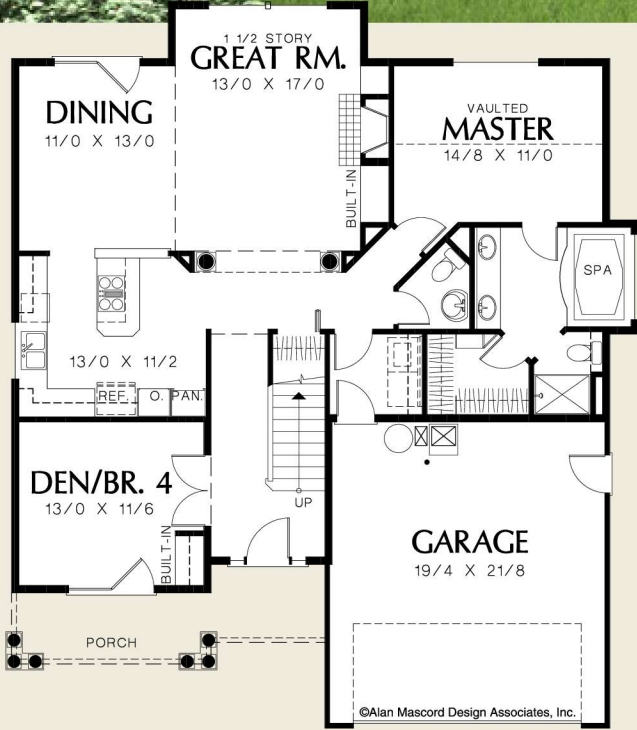 1 1/2 STORY
GREAT RM.
13/0 X 17/0
DINING
11/0 X 13/0
VAULTED
MASTER
14/8 X 11/0
BUILT-IN
SPA
13/0 X 11/2
REF.
O.
PAN.
DEN/BR. 4
13/0 X 11/6
UP
BUILT-IN
GARAGE
19/4 X 21/8
PORCH
©Alan Mascord Design Associates, Inc.